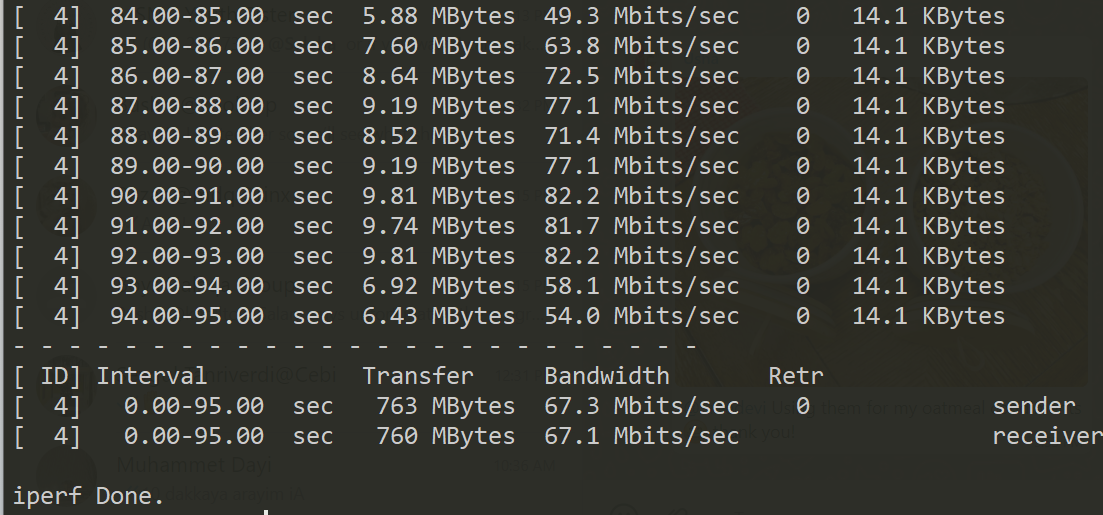 [  4]  84.00-85.00  sec  5.88 MBytes  49.3 Mbits/sec    0   14.1 KBytes
[  4]  85.00-86.00  sec  7.60 MBytes  63.8 Mbits/sec    0   14.1 KBytes
[  4]  86.00-87.00  sec  8.64 MBytes  72.5 Mbits/sec    0   14.1 KBytes
[  4]  87.00-88.00  sec  9.19 MBytes  77.1 Mbits/sec    0   14.1 KBytes
[  4]  88.00-89.00  sec  8.52 MBytes  71.4 Mbits/sec    0   14.1 KBytes
[  4]  89.00-90.00  sec  9.19 MBytes  77.1 Mbits/sec    0   14.1 KBytes
[  4]  90.00-91.00  sec  9.81 MBytes  82.2 Mbits/sec    0   14.1 KBytes
[  4]  91.00-92.00  sec  9.74 MBytes  81.7 Mbits/sec    0   14.1 KBytes
[  4]  92.00-93.00  sec  9.81 MBytes  82.2 Mbits/sec    0   14.1 KBytes
[  4]  93.00-94.00  sec  6.92 MBytes  58.1 Mbits/sec    0   14.1 KBytes
[  4]  94.00-95.00  sec  6.43 MBytes  54.0 Mbits/sec    0   14.1 KBytes
- - - - - - - - - - - - - - - - - - - - - - - - -
[ ID] Interval           Transfer     Bandwidth       Retr
[  4]   0.00-95.00  sec   763 MBytes  67.3 Mbits/sec    0             sender
[  4]   0.00-95.00  sec   760 MBytes  67.1 Mbits/sec                  receiver
Muhammet Dayi
iperf Done.